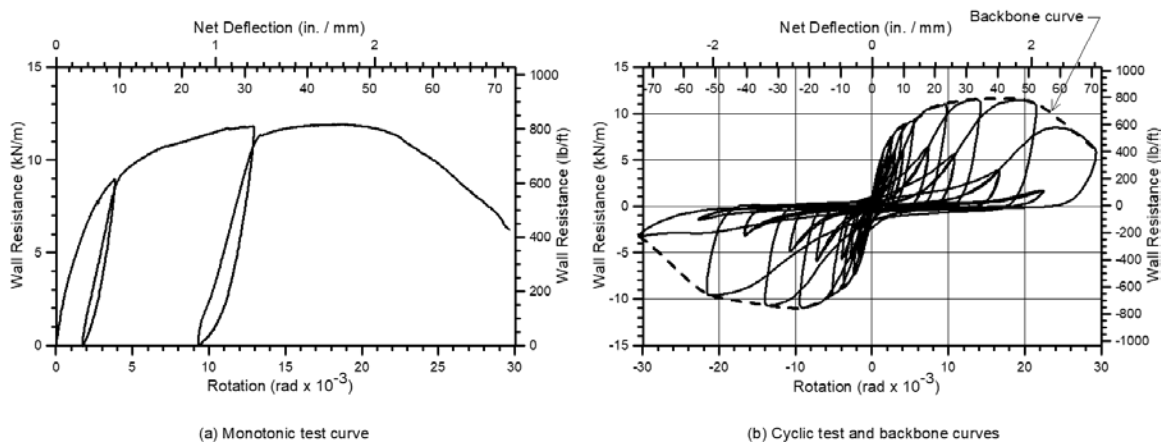 Net Deflection (in. / mm)
0 1 2
0 10 20 30 40 50 60 70
15
10
5
0
Wall Resistance (kN/m)
1000
800
600
400
200
0
Wall Resistance (lb/ft)
0 5 10 15 20 25 30
Rotation (rad x 10-3)
(a) Monotonic test curve
Backbone curve
Net Deflection (in. / mm)
-2 0 2
-70 -60 -50 -40 -30 -20 -10 0 10 20 30 40 50 60 70
15
10
5
0
-5
-10
-15
Wall Resistance (kN/m)
1000
800
600
400
200
0
-200
-400
-600
-800
-1000
Wall Resistance (lb/ft)
-30 -20 -10 0 10 20 30
Rotation (rad x 10-3)
(b) Cyclic test and backbone curves